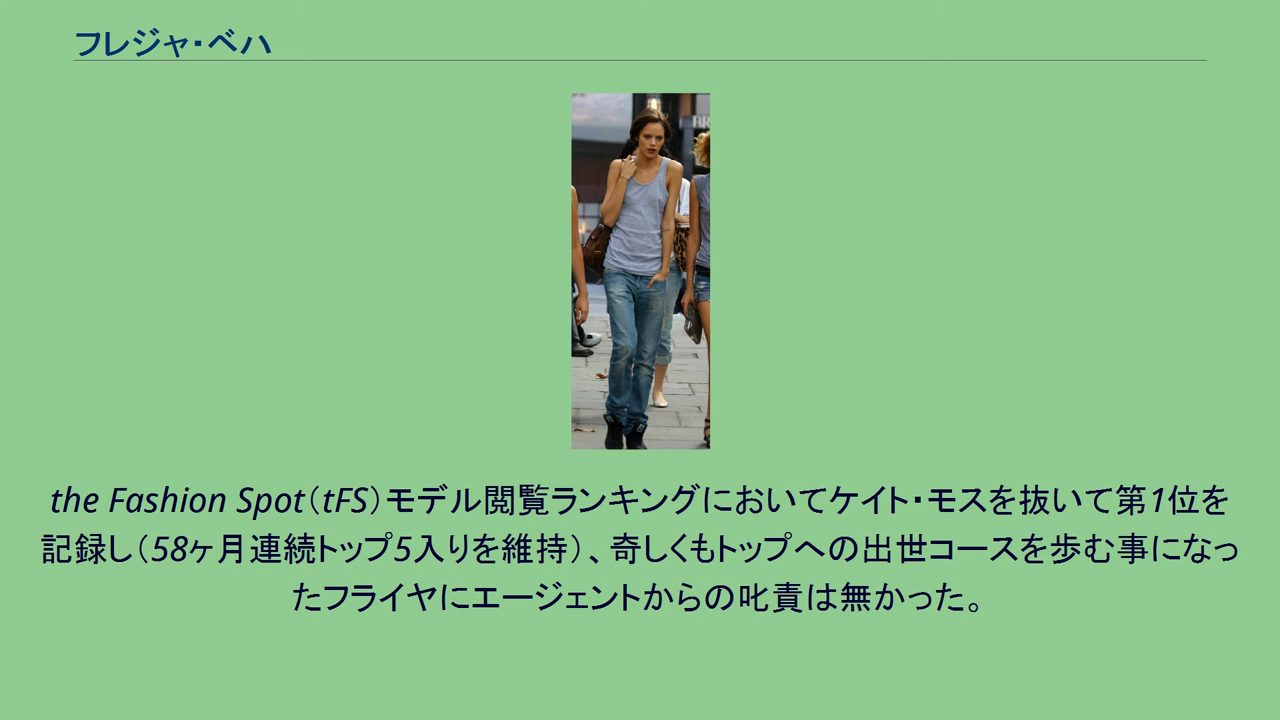 フレジャ・ベハ
BR
the Fashion Spot（tFS）モデル閲覧ランキングにおいてケイト・モスを抜いて第1位を
記録し（58ヶ月連続トップ5入りを維持）、奇しくもトップへの出世コースを歩む事になっ
たフライヤにエージェントからの叱責は無かった。